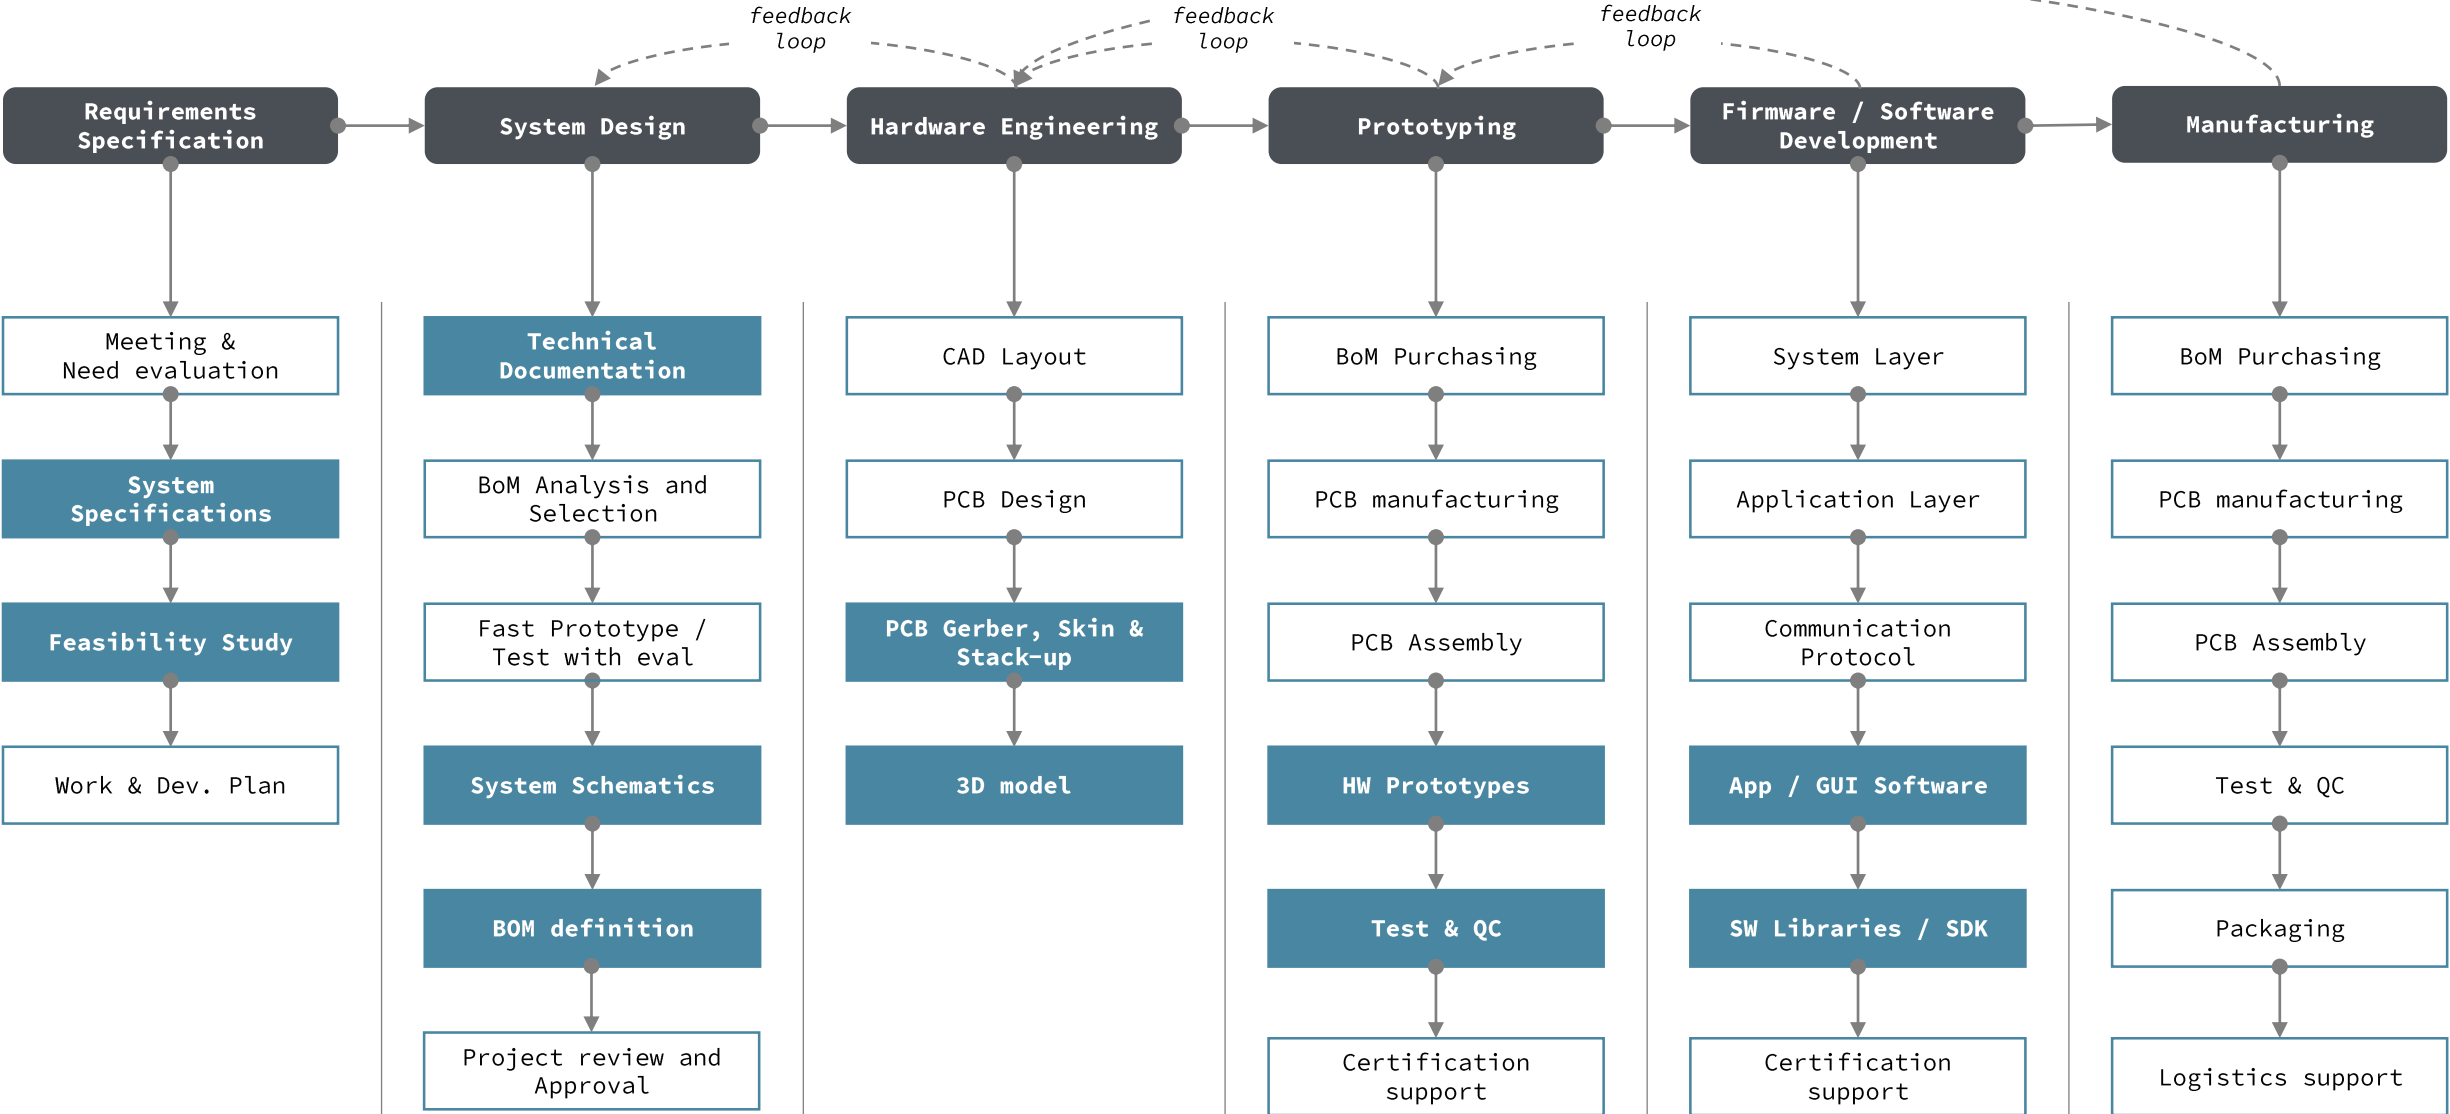 feedback
loop
feedback
loop
feedback
loop
Requirements
Specification
System Design
Hardware Engineering
Prototyping
Firmware / Software
Development
Manufacturing
Meeting &
Need evaluation
System
Specifications
Feasibility Study
Work & Dev. Plan
Technical
Documentation
BoM Analysis and
Selection
Fast Prototype /
Test with eval
System Schematics
BOM definition
Project review and
Approval
CAD Layout
PCB Design
PCB Gerber, Skin &
Stack-up
3D model
BoM Purchasing
PCB manufacturing
PCB Assembly
HW Prototypes
Test & QC
Certification
support
System Layer
Application Layer
Communication
Protocol
App / GUI Software
SW Libraries / SDK
Certification
support
BoM Purchasing
PCB manufacturing
PCB Assembly
Test & QC
Packaging
Logistics support